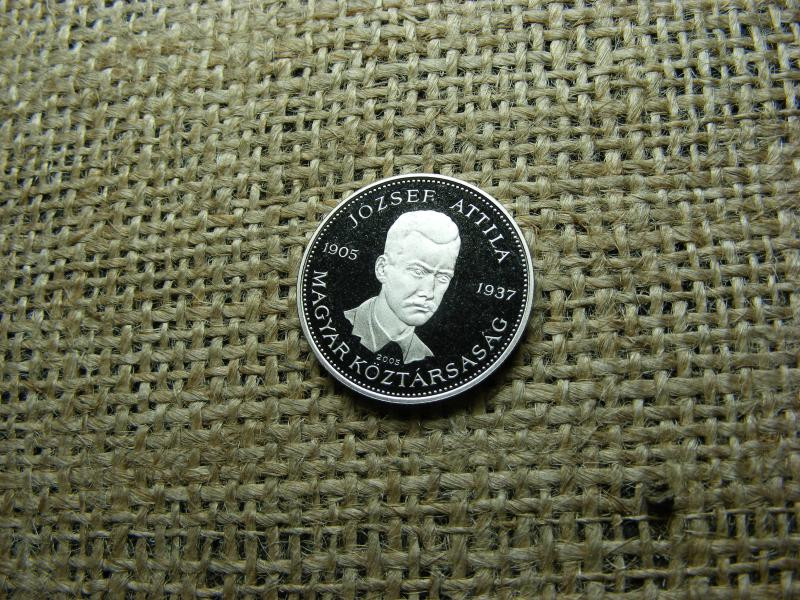 JÓZSEF ATTILA
1905
1937
2005
MAGYAR KÖZTÁRSASÁG